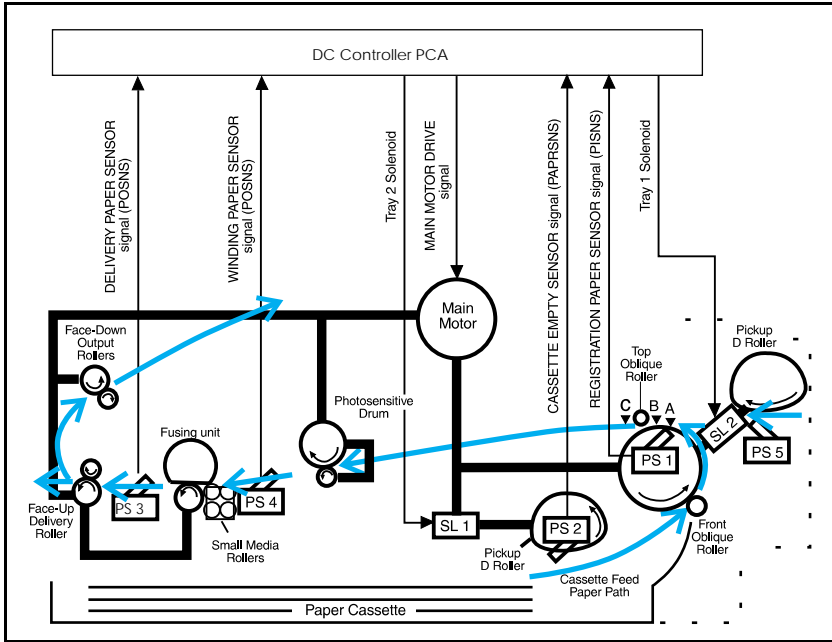 DC Controller PCA
DELIVERY PAPER SENSOR
signal (POSNS)
WINDING PAPER SENSOR
signal (POSNS)
Tray 2 Solenoid
MAIN MOTOR DRIVE
signal
CASSETTE EMPTY SENSOR signal (PAPRSNS)
REGISTRATION PAPER SENSOR signal (PISNS)
Tray 1 Solenoid
Main
Motor
Face-Down
Output
Rollers
Pickup
D Roller
Top
Oblique
Roller
C
B
A
Photosensitive
Drum
Fusing unit
SL 2
PS 1
PS 5
PS 3
PS 4
Face-Up
Delivery
Roller
Small Media
Rollers
SL 1
PS 2
Pickup
D Roller
Front
Oblique
Roller
Cassette Feed
Paper Path
Paper Cassette